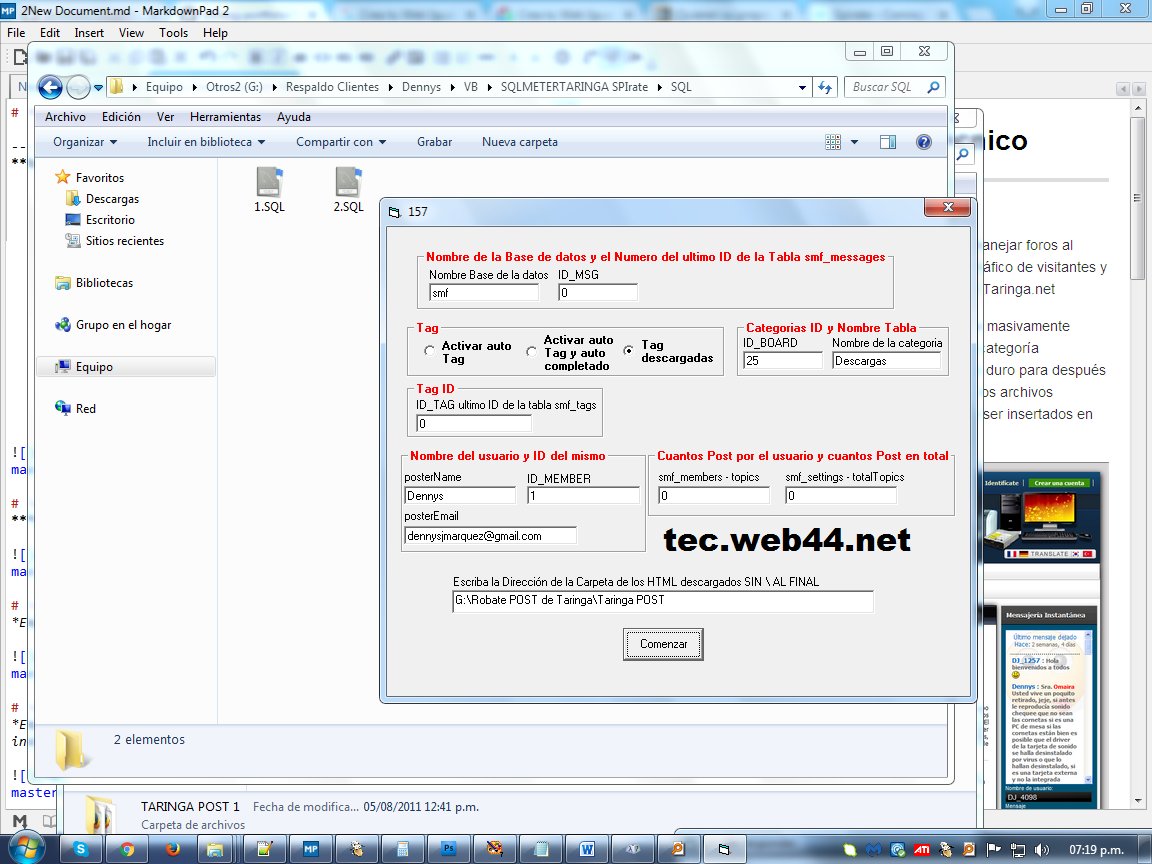 2New Document.md - MarkdownPad 2
File Edit Insert View Tools Help
Equipo Otros2 (G:) Respaldo Clientes Dennys VB SQLMETERTARINGA SPIrate SQL
Buscar SQL
Archivo Edición Ver Herramientas Ayuda
Organizar Incluir en biblioteca Compartir con Grabar Nueva carpeta
Favoritos
Descargas
Escritorio
Sitios recientes
Bibliotecas
Grupo en el hogar
Equipo
Red
1.SQL
2.SQL
157
Nombre de la Base de datos y el Numero del ultimo ID de la Tabla smf_messages
Nombre Base de la datos ID_MSG
smf 0
Tag
Activar auto Tag
Activar auto Tag y auto completado
Tag descargadas
Categorias ID y Nombre Tabla
ID_BOARD Nombre de la categoria
25 Descargas
Tag ID
ID_TAG ultimo ID de la tabla smf_tags
0
Nombre del usuario y ID del mismo
posterName ID_MEMBER
Dennys 1
posterEmail
dennysjmarquez@gmail.com
Cuantos Post por el usuario y cuantos Post en total
smf_members - topics smf_settings - totalTopics
0 0
tec.web44.net
Escriba la Dirección de la Carpeta de los HTML descargados SIN \ AL FINAL
G:\Robate POST de Taringa\Taringa POST
Comenzar
2 elementos
TARINGA POST 1 Fecha de modifica... 05/08/2011 12:41 p.m.
Carpeta de archivos
nico
anejar foros al
áfico de visitantes y
Taringa.net
masivamente
categoría
duro para después
os archivos
ser insertados en
Identifícate Crear una cuenta
TRANSLATE
Mensajería Instantánea
Último mensaje dejado
Hace: 2 semanas, 4 días
DJ_1257 : Hola
bienvenidos a todos
Dennys : Sra. Omaira
Usted ve un poquito
retirado, jeje, si antes
le reproducía sonido
chequee que no sean
las cornetas si es una
PC de mesa si las
cornetas están bien es
posible que el driver
de la tarjeta de sonido
se halla desinstalado
por virus o que lo
hallan desinstalado, si
es una tarjeta externa
y no la integrada
Nombre de usuario:
DJ_4098
Mensaje
07:19 p.m.